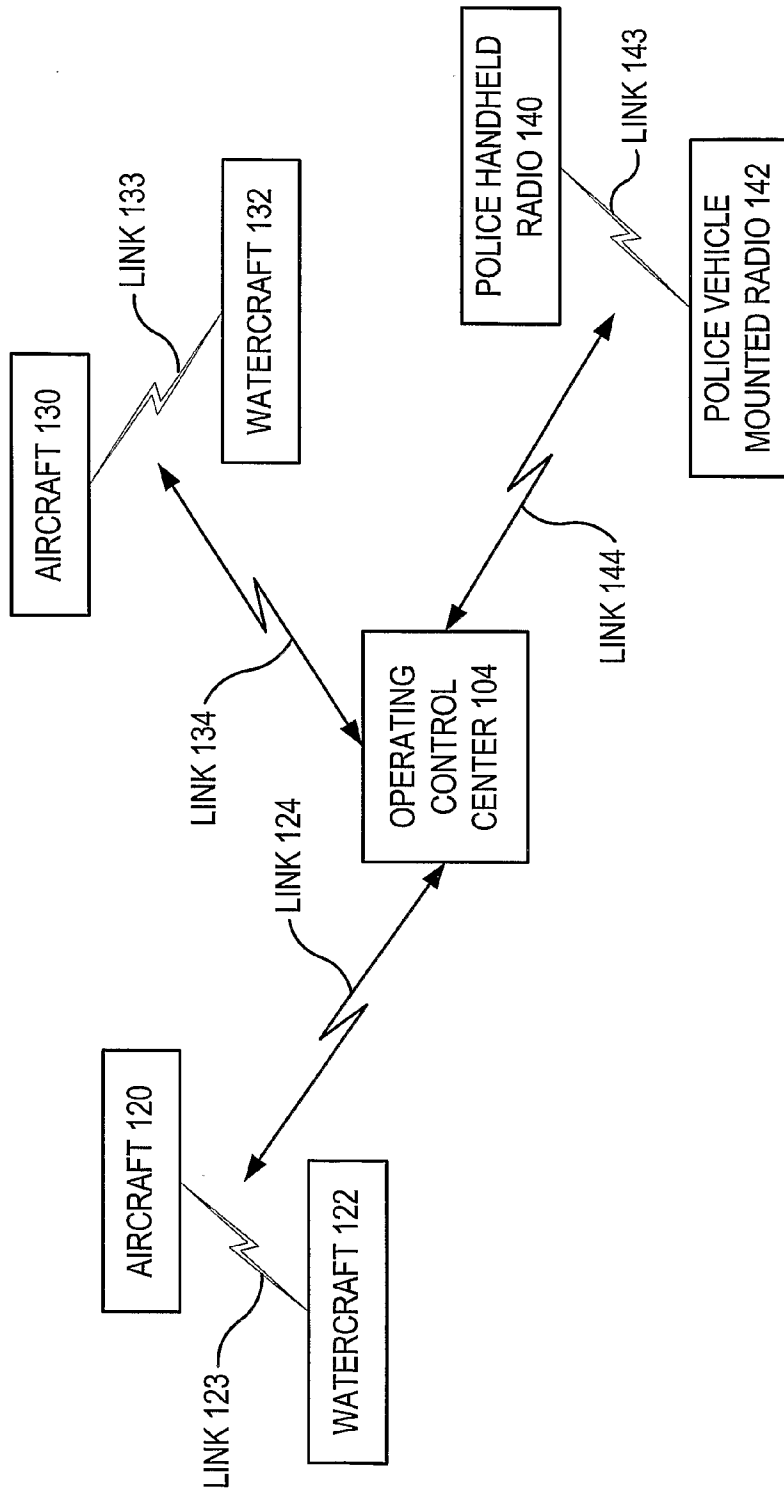 AIRCRAFT 120
LINK 123
WATERCRAFT 122
LINK 124
AIRCRAFT 130
LINK 133
WATERCRAFT 132
LINK 134
OPERATING
CONTROL
CENTER 104
LINK 144
POLICE HANDHELD
RADIO 140
LINK 143
POLICE VEHICLE
MOUNTED RADIO 142